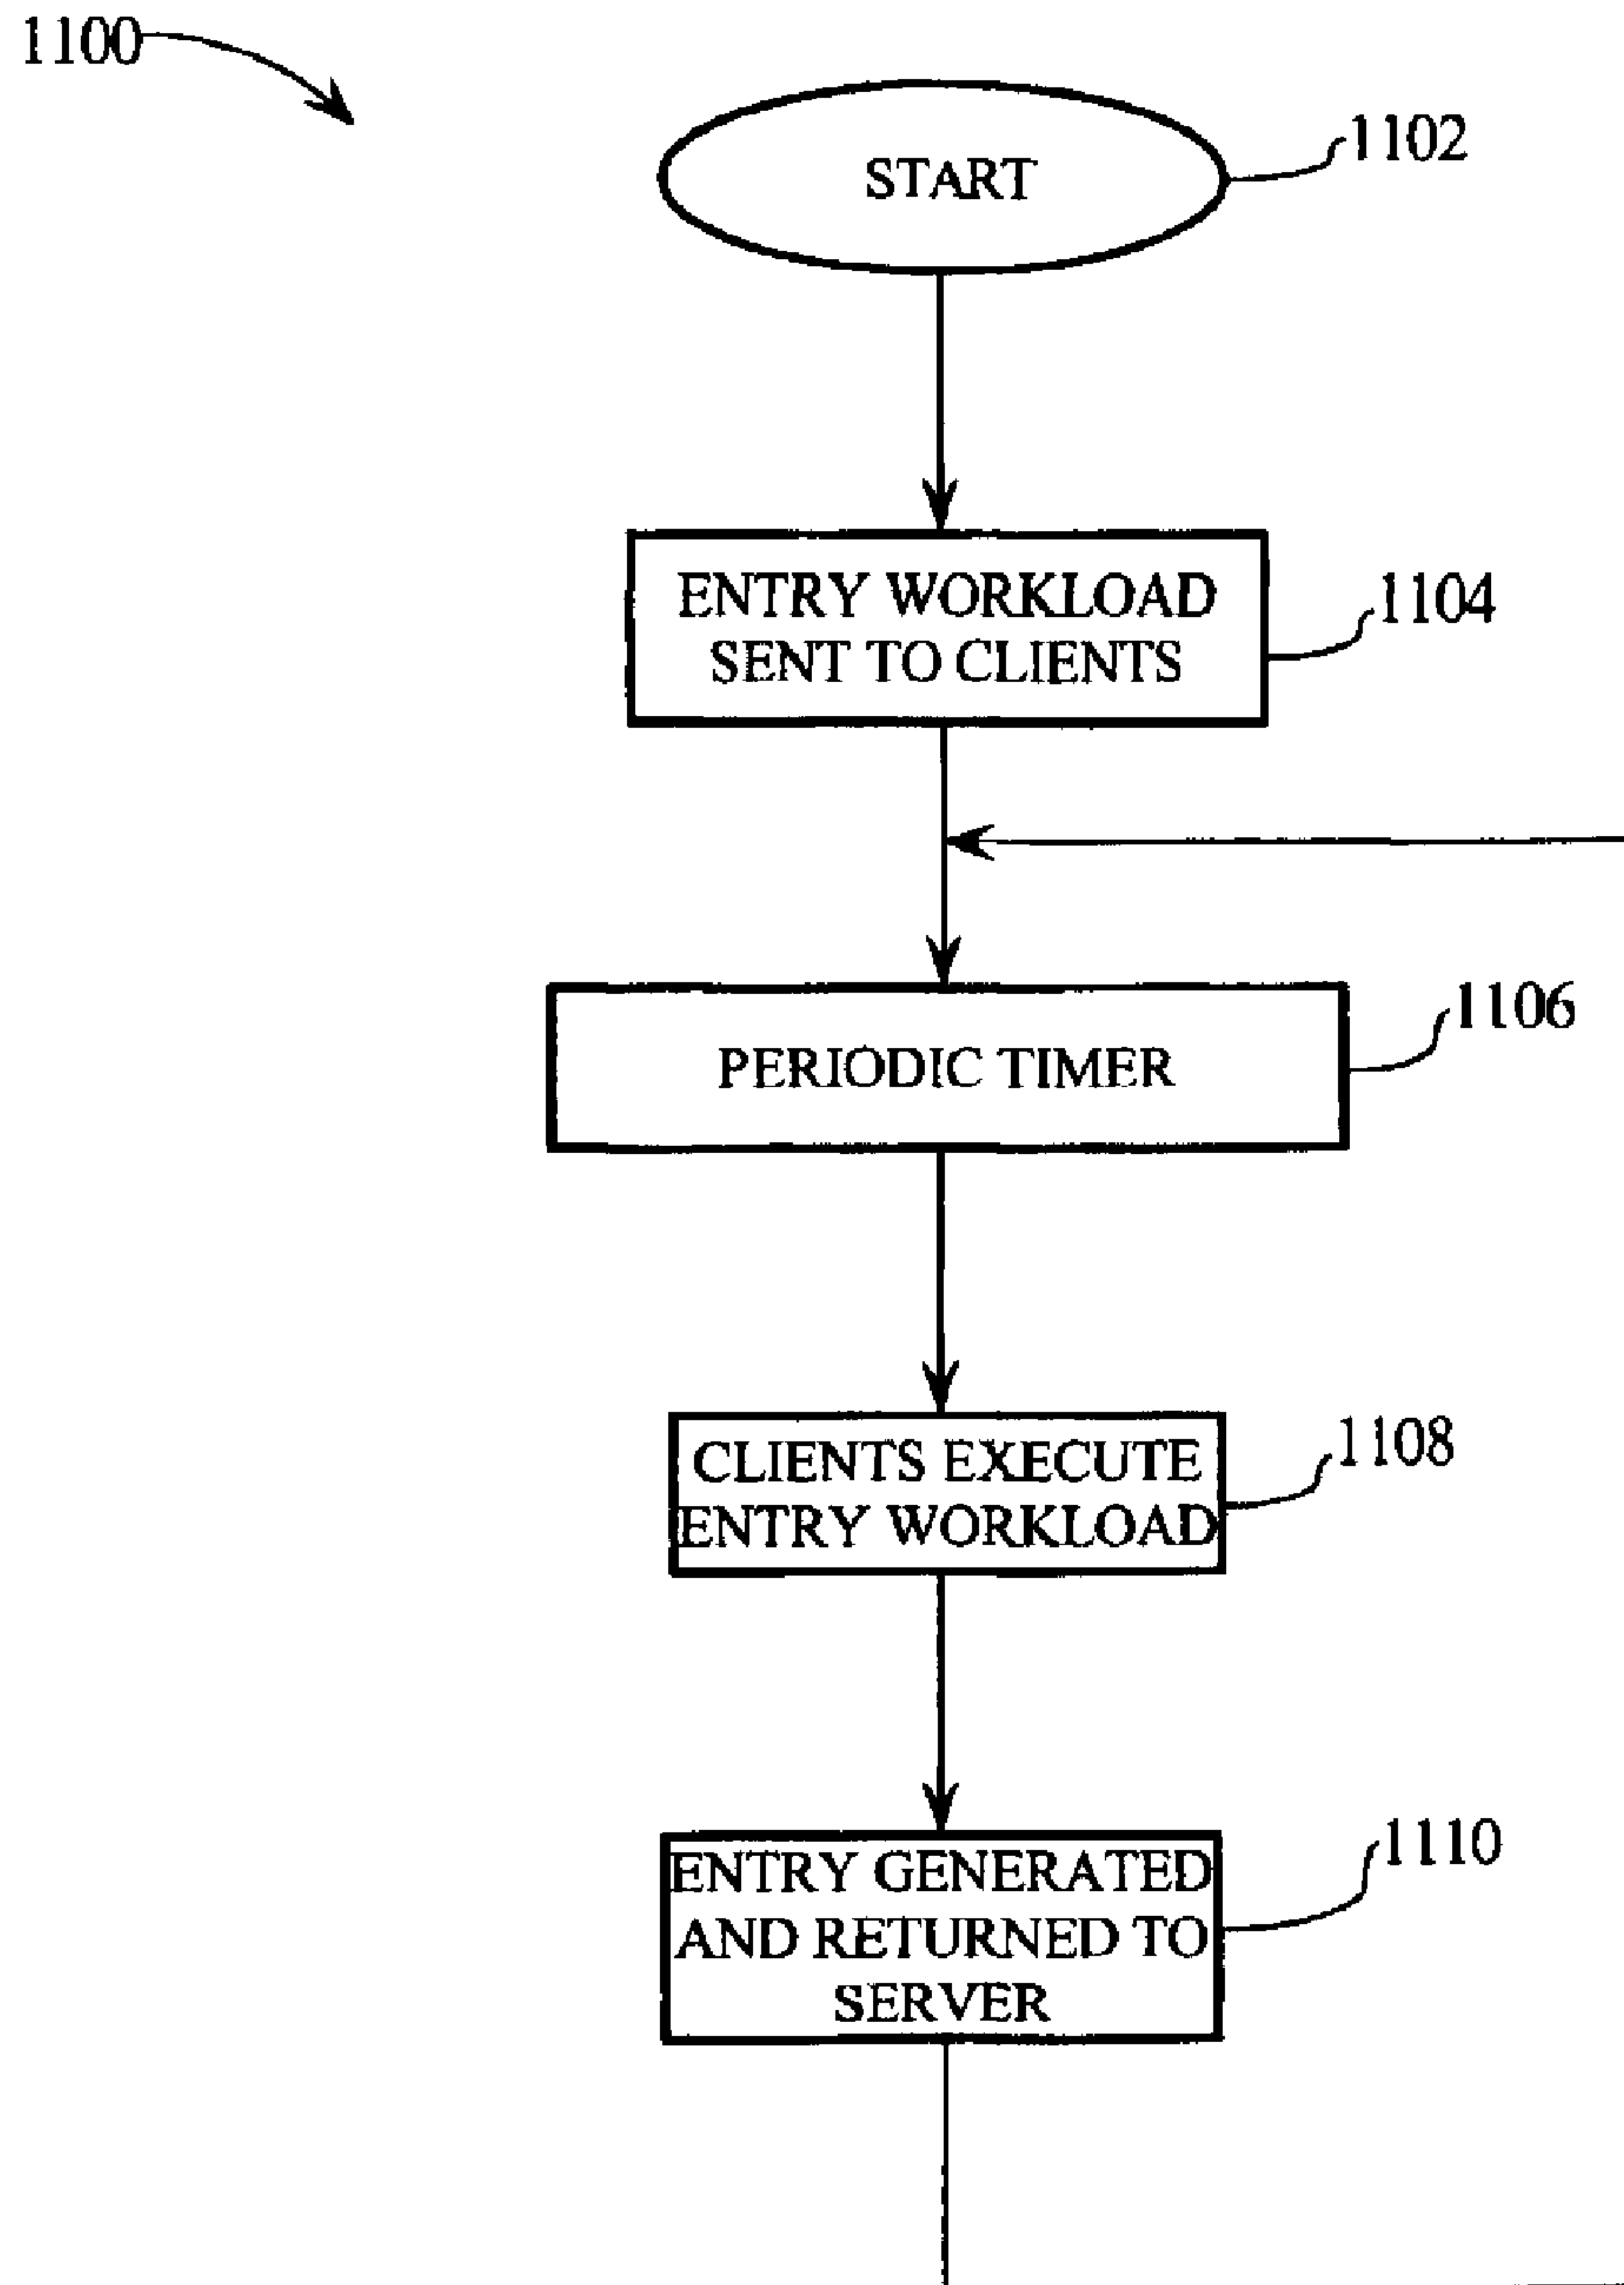 1100
START
1102
ENTRY WORKLOAD
SENT TO CLIENTS
1104
PERIODIC TIMER
1106
CLIENTS EXECUTE
ENTRY WORKLOAD
1108
ENTRY GENERATED
AND RETURNED TO
SERVER
1110